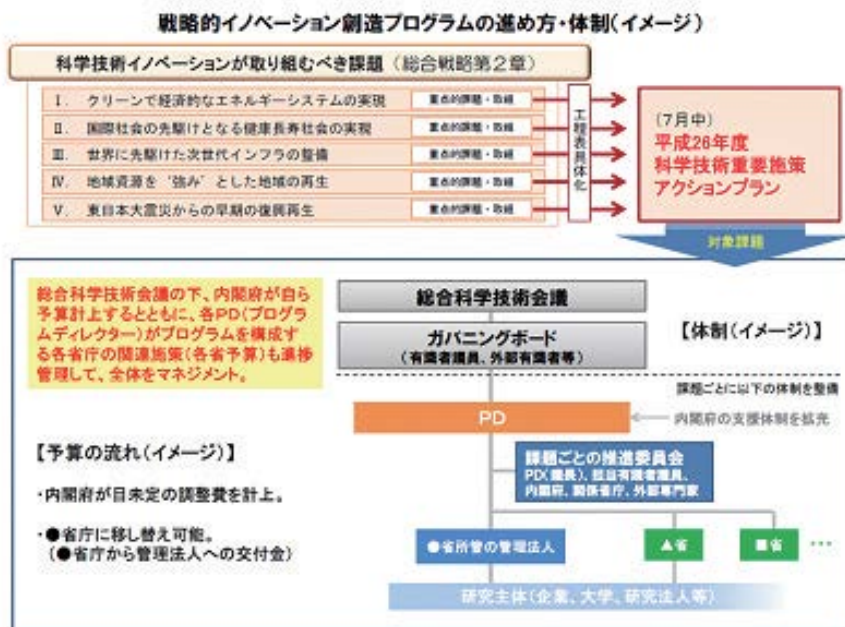 戦略的イノベーション創造プログラムの進め方・体制(イメージ)
科学技術イノベーションが取り組むべき課題（総合戦略第2章）
Ⅰ．　クリーンで経済的なエネルギーシステムの実現　重点的課題・取組
Ⅱ．　国際社会の先駆けとなる健康長寿社会の実現　重点的課題・取組
Ⅲ．　世界に先駆けた次世代インフラの整備　重点的課題・取組
Ⅳ．　地域資源を‘強み’とした地域の再生　重点的課題・取組
Ⅴ．　東日本大震災からの早期の復興再生　重点的課題・取組
工程表具体化
（7月中）
平成26年度
科学技術重要施策
アクションプラン
対象課題
総合科学技術会議の下、内閣府が自ら
予算計上するとともに、各PD(プログラ
ムディレクター)がプログラムを構成す
る各省庁の関連施策(各省予算)も進捗
管理して、全体をマネジメント。
総合科学技術会議
ガバニングボード
(有識者議員、外部有識者等)
【体制(イメージ)】
課題ごとに以下の体制を整備
PD
内閣府の支援体制を拡充
【予算の流れ(イメージ)】
・内閣府が目未定の調整費を計上。
・●省庁に移し替え可能。
(●省庁から管理法人への交付金)
課題ごとの推進委員会
PD(議長)、担当有識者議員、
内閣府、関係省庁、外部専門家
●省所管の管理法人
▲省
■省
･･･
研究主体(企業、大学、研究法人等)